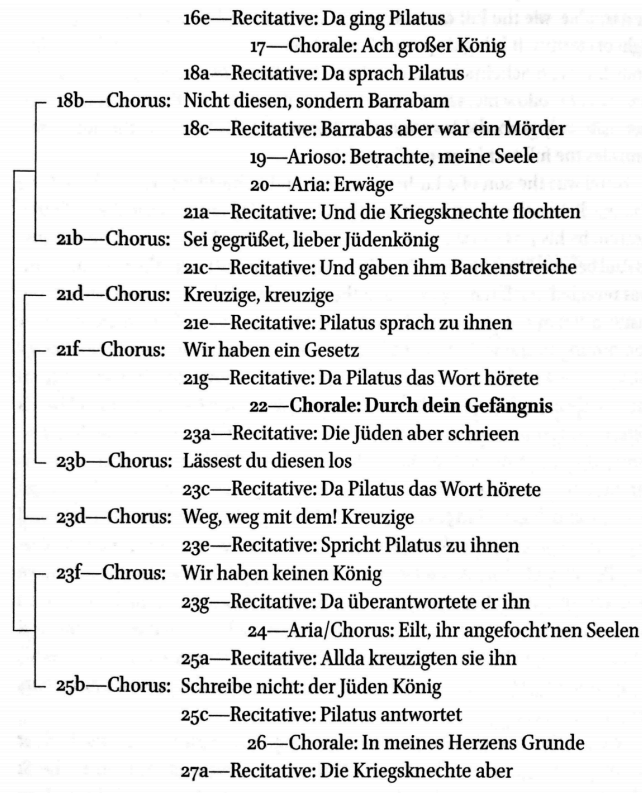 16e—Recitative: Da ging Pilatus
17—Chorale: Ach großer König
18a—Recitative: Da sprach Pilatus
18b—Chorus: Nicht diesen, sondern Barrabam
18c—Recitative: Barrabas aber war ein Mörder
19—Arioso: Betrachte, meine Seele
20—Aria: Erwäge
21a—Recitative: Und die Kriegsknechte flochten
21b—Chorus: Sei gegrüßet, lieber Jüdenkönig
21c—Recitative: Und gaben ihm Backenstreiche
21d—Chorus: Kreuzige, kreuzige
21e—Recitative: Pilatus sprach zu ihnen
21f—Chorus: Wir haben ein Gesetz
21g—Recitative: Da Pilatus das Wort hörete
22—Chorale: Durch dein Gefängnis
23a—Recitative: Die Jüden aber schrieen
23b—Chorus: Lässest du diesen los
23c—Recitative: Da Pilatus das Wort hörete
23d—Chorus: Weg, weg mit dem! Kreuzige
23e—Recitative: Spricht Pilatus zu ihnen
23f—Chrous: Wir haben keinen König
23g—Recitative: Da überantwortete er ihn
24—Aria/Chorus: Eilt, ihr angefocht'nen Seelen
25a—Recitative: Allda kreuzigten sie ihn
25b—Chorus: Schreibe nicht: der Jüden König
25c—Recitative: Pilatus antwortet
26—Chorale: In meines Herzens Grunde
27a—Recitative: Die Kriegsknechte aber